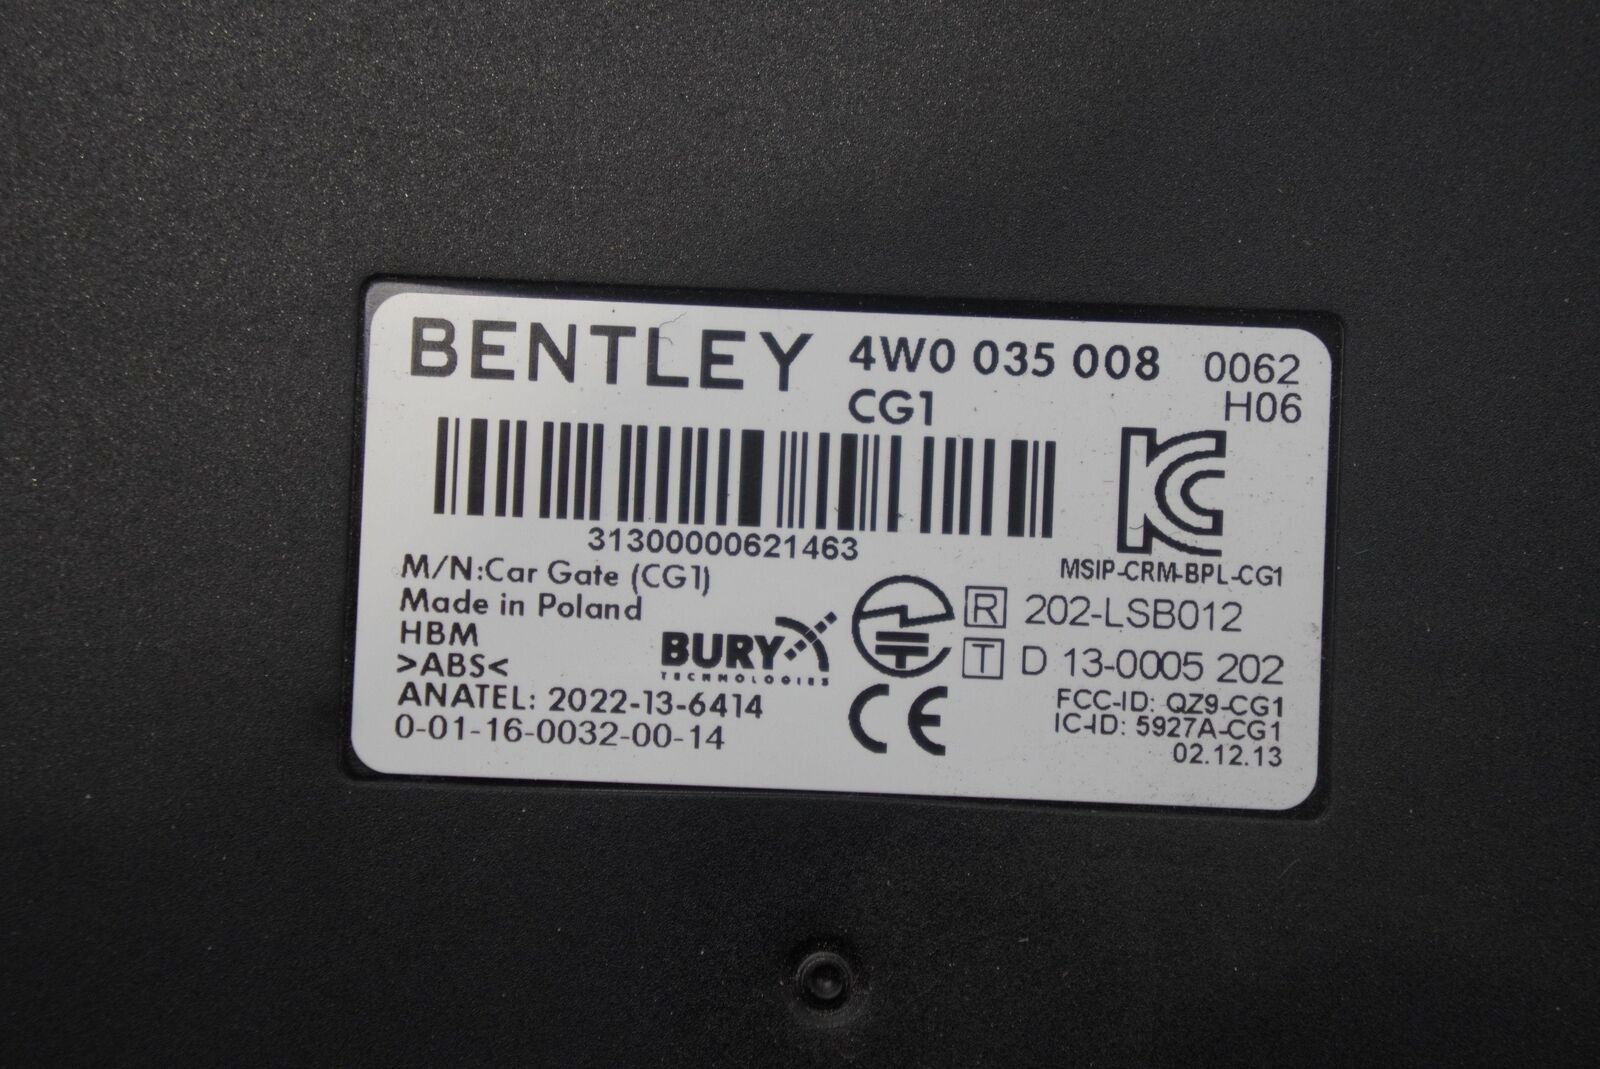 BENTLEY 4W0 035 008 0062
CG1 H06
31300000621463
MSIP-CRM-BPL-CG1
M/N:Car Gate (CG1)
Made in Poland
HBM
>ABS<
BURY
TECHNOLOGIES
R 202-LSB012
T D 13-0005 202
ANATEL: 2022-13-6414
0-01-16-0032-00-14
CE
FCC-ID: QZ9-CG1
IC-ID: 5927A-CG1
02.12.13